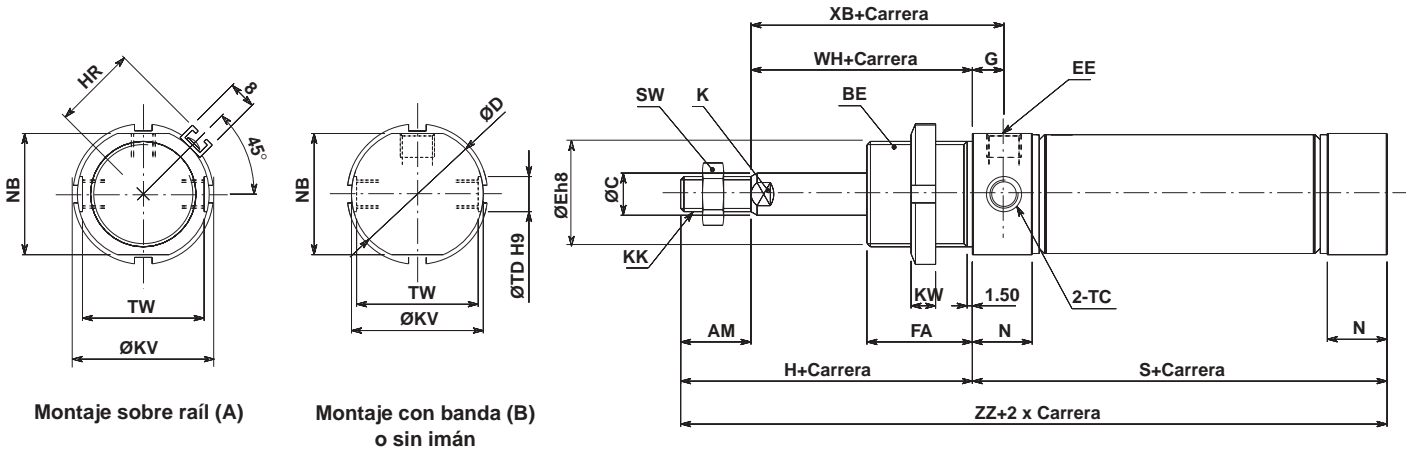 HR
8
45°
NB
TW
ØKV
Montaje sobre raíl (A)
ØD
NB
ØTD H9
TW
ØKV
Montaje con banda (B)
o sin imán
XB+Carrera
WH+Carrera
G
EE
SW
K
BE
ØEh8
ØC
KK
KW
1.50
2-TC
AM
FA
N
N
H+Carrera
S+Carrera
ZZ+2 x Carrera